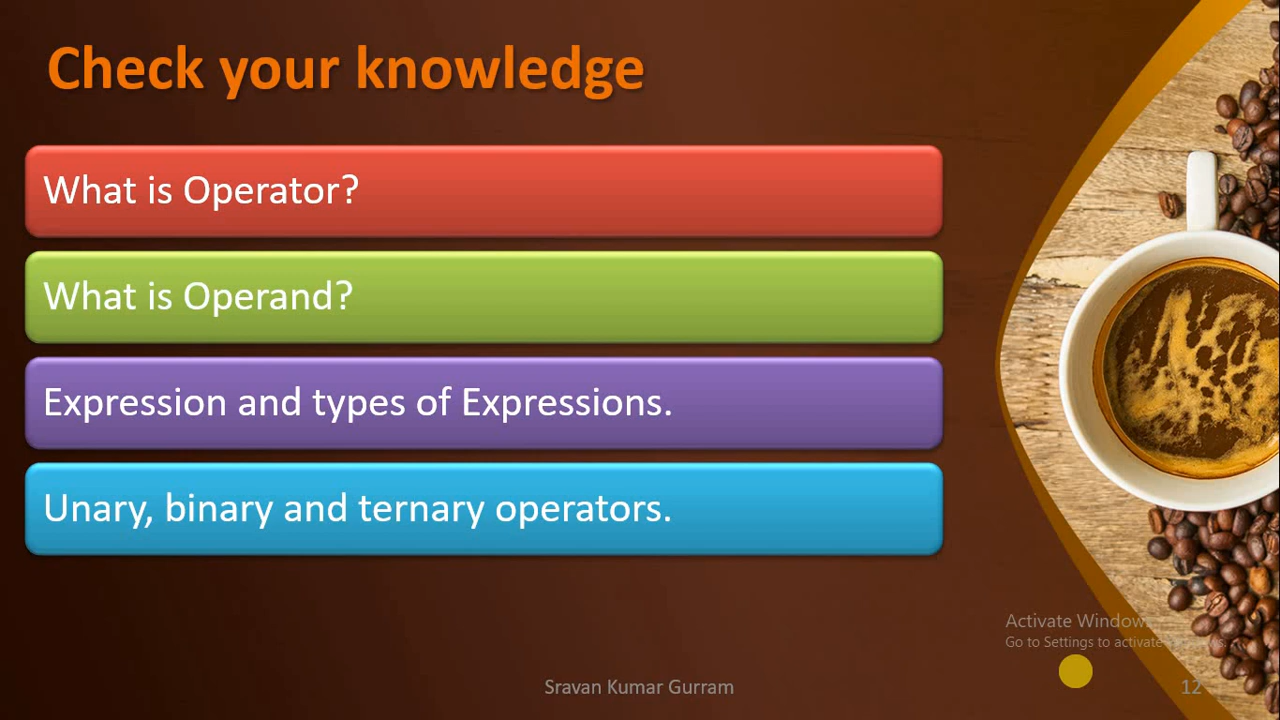 Check your knowledge
What is Operator?
What is Operand?
Expression and types of Expressions.
Unary, binary and ternary operators.
Activate Windows
Go to Settings to activate
Sravan Kumar Gurram
12